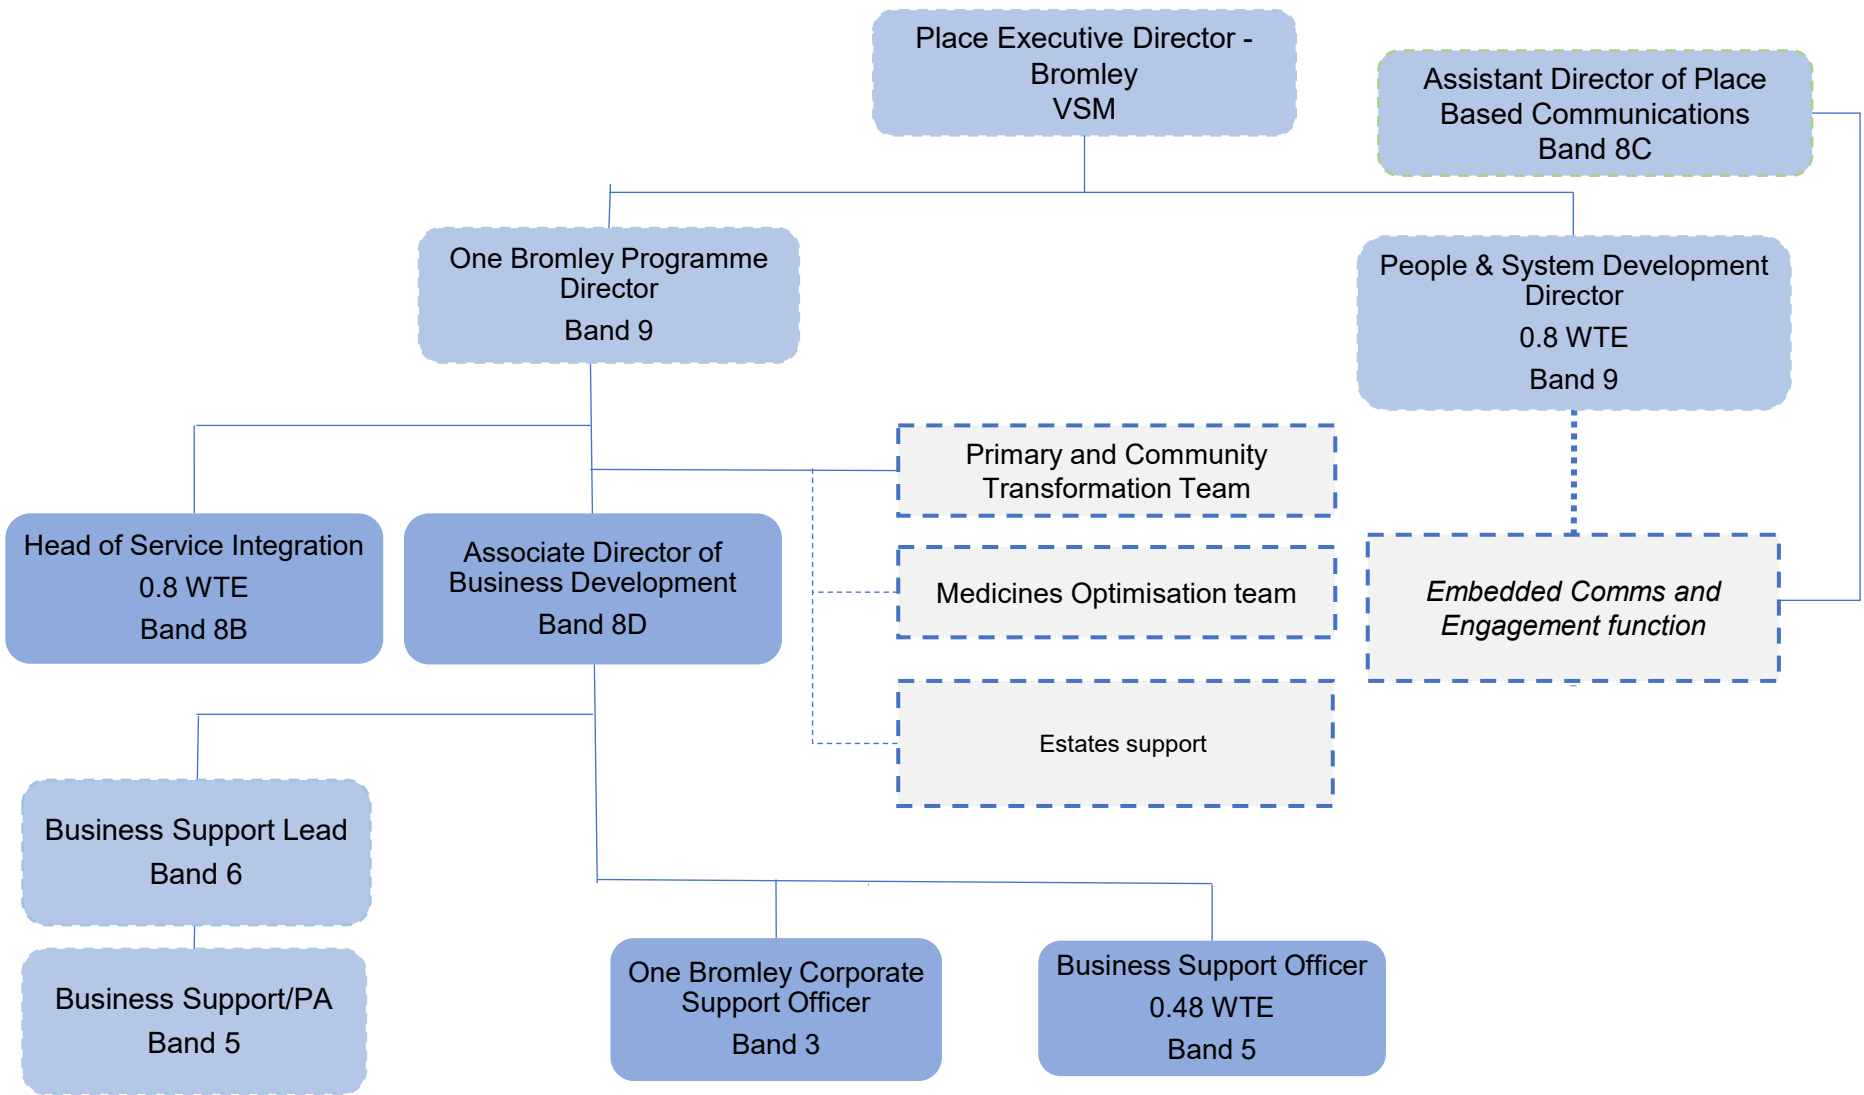 Place Executive Director -
Bromley
VSM
Assistant Director of Place
Based Communications
Band 8C
One Bromley Programme
Director
Band 9
People & System Development
Director
0.8 WTE
Band 9
Primary and Community
Transformation Team
Head of Service Integration
0.8 WTE
Band 8B
Associate Director of
Business Development
Band 8D
Medicines Optimisation team
Embedded Comms and
Engagement function
Estates support
Business Support Lead
Band 6
Business Support/PA
Band 5
One Bromley Corporate
Support Officer
Band 3
Business Support Officer
0.48 WTE
Band 5